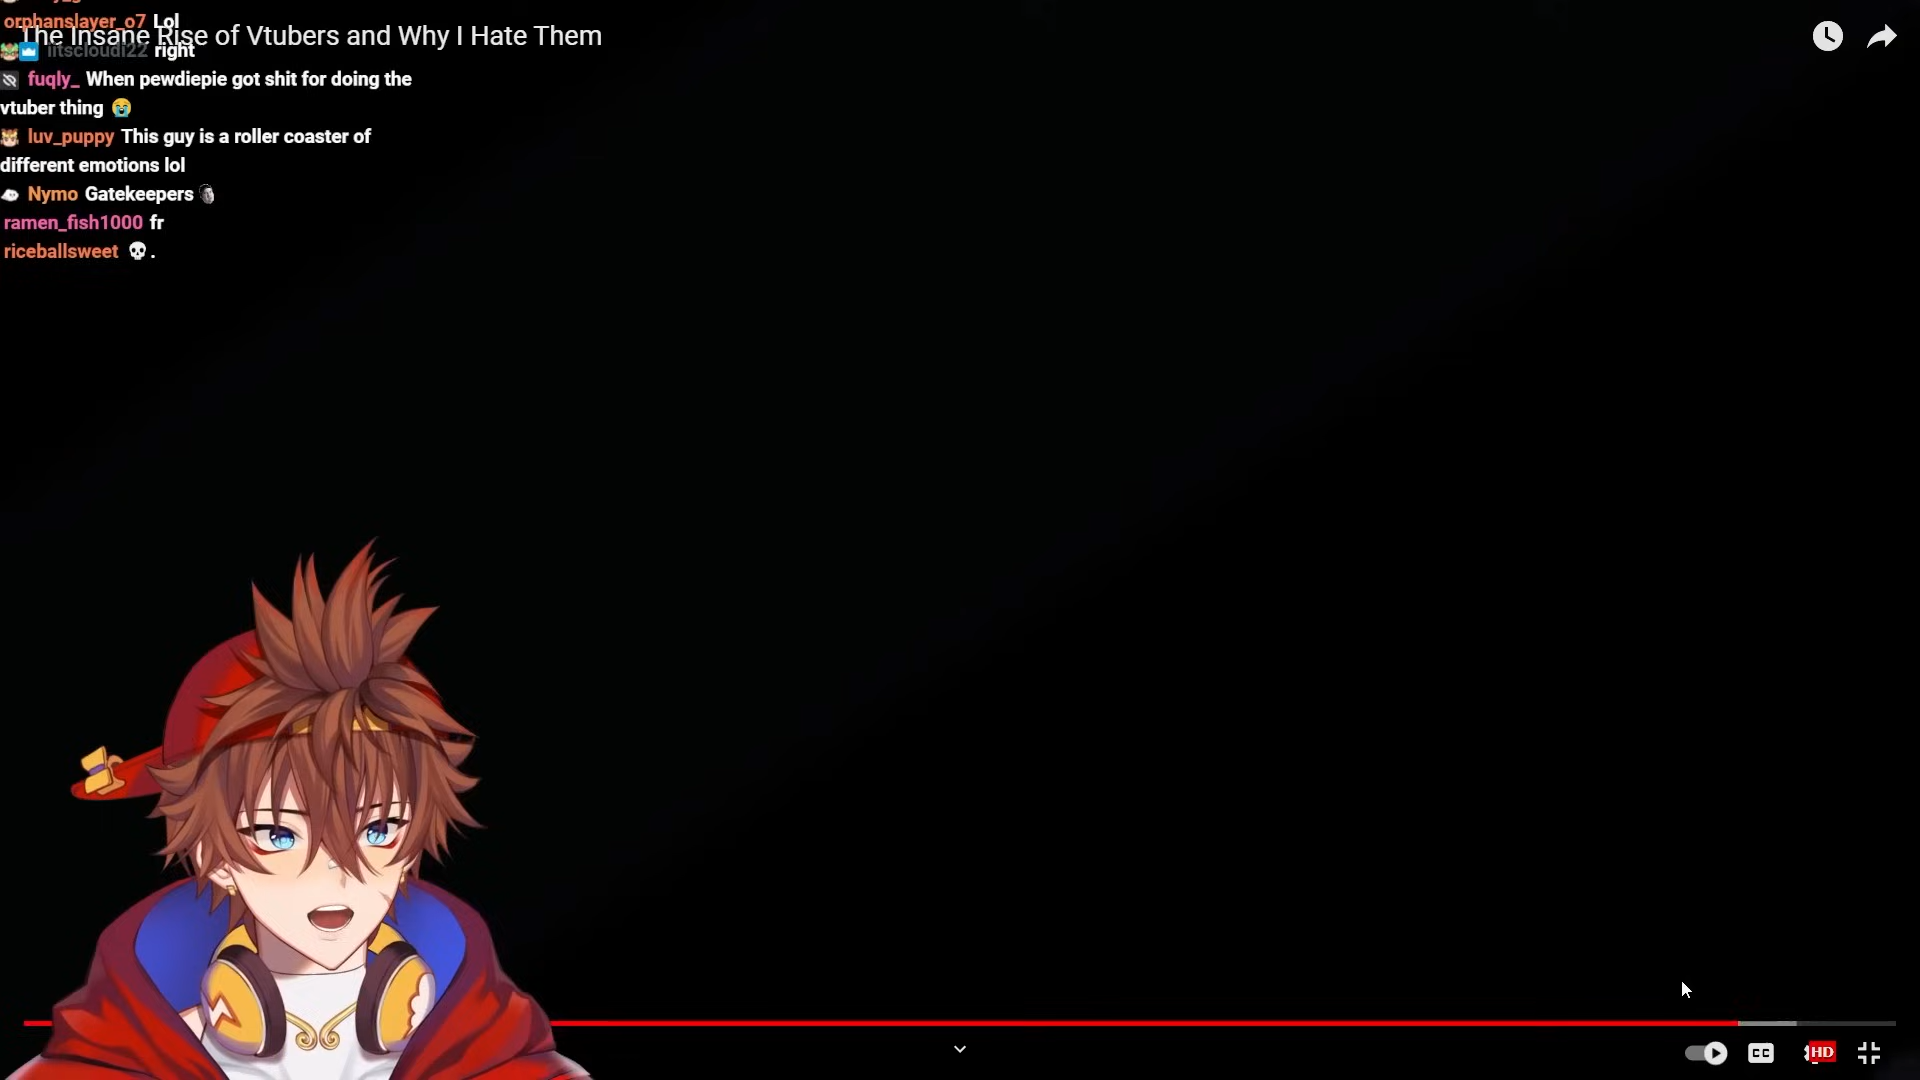 orphanslayer_o7 Lol
The Insane Rise of Vtubers and Why I Hate Them
iitscloudi22 right
fuqly_ When pewdiepie got shit for doing the
vtuber thing 😭
luv_puppy This guy is a roller coaster of
different emotions lol
Nymo Gatekeepers 🗿
ramen_fish1000 fr
riceballsweet 💀 .
CC
HD